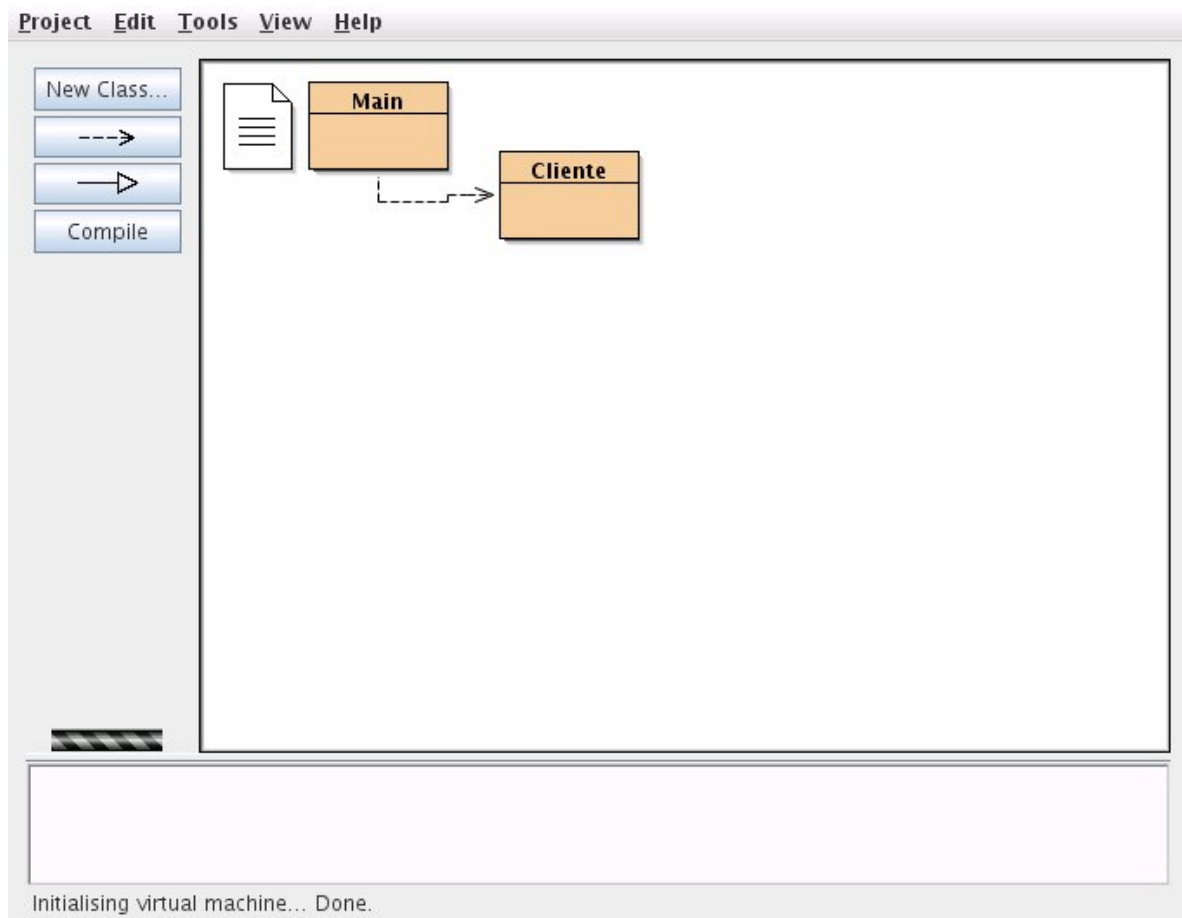 Project Edit Tools View Help
New Class...
Main
Cliente
Compile
Initialising virtual machine... Done.